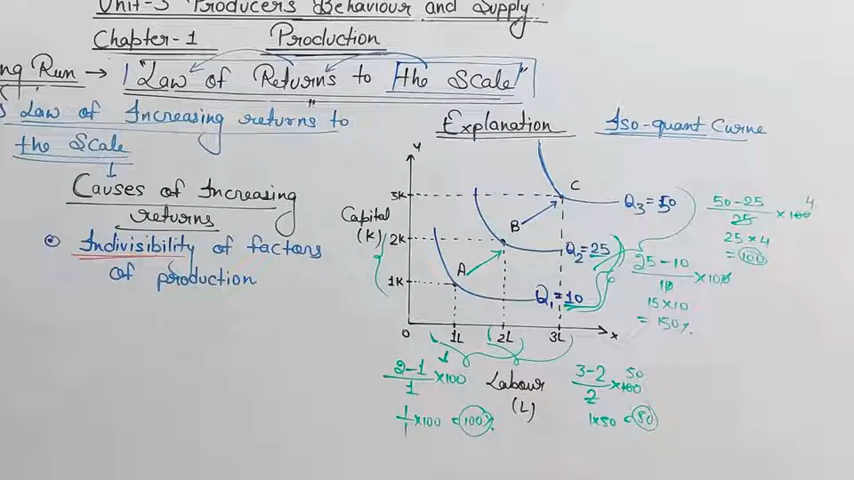 Unit-3 Producers Behaviour and Supply
Chapter-1 Production
Run → "Law of Returns to the Scale"
Law of Increasing returns" to
the Scale
Causes of Increasing
returns
Indivisibility of factors
of production
Explanation Iso-quant Curve
Y
Capital
(K)
3K
2K
1K
0
1L 2L 3L X
Labour
(L)
A
B
C
Q1=10
Q2=25
Q3=50
50-25
25
×100 4
25×4
=100
25-10
10
×100
15×10
=150%
2-1
1
×100
1
1
×100 = 100%
3-2
2
×100 50
1×50 = 50